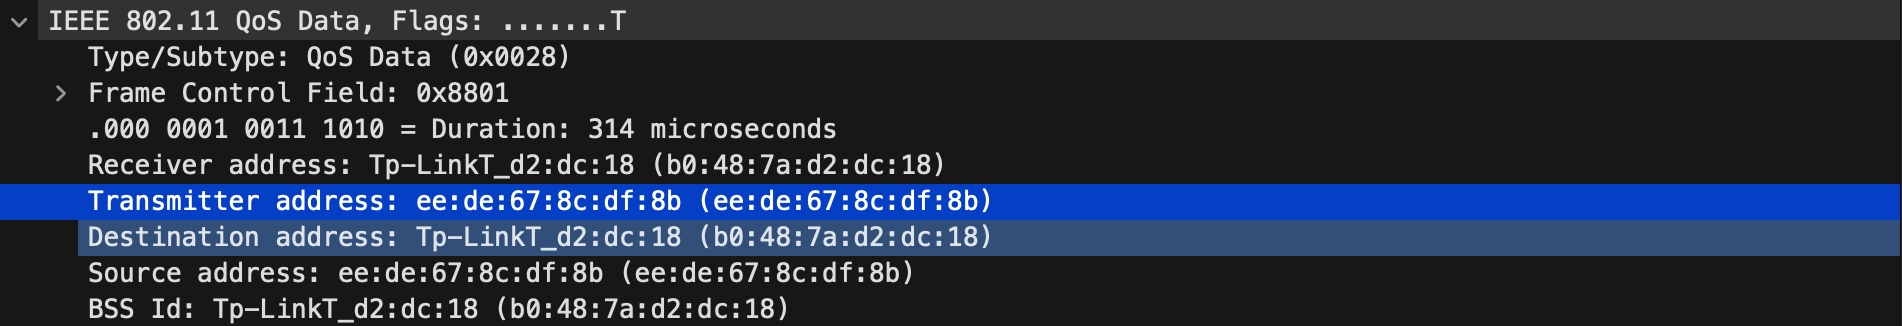 IEEE 802.11 QoS Data, Flags: .......T
Type/Subtype: QoS Data (0x0028)
Frame Control Field: 0x8801
.000 0001 0011 1010 = Duration: 314 microseconds
Receiver address: Tp-LinkT_d2:dc:18 (b0:48:7a:d2:dc:18)
Transmitter address: ee:de:67:8c:df:8b (ee:de:67:8c:df:8b)
Destination address: Tp-LinkT_d2:dc:18 (b0:48:7a:d2:dc:18)
Source address: ee:de:67:8c:df:8b (ee:de:67:8c:df:8b)
BSS Id: Tp-LinkT_d2:dc:18 (b0:48:7a:d2:dc:18)